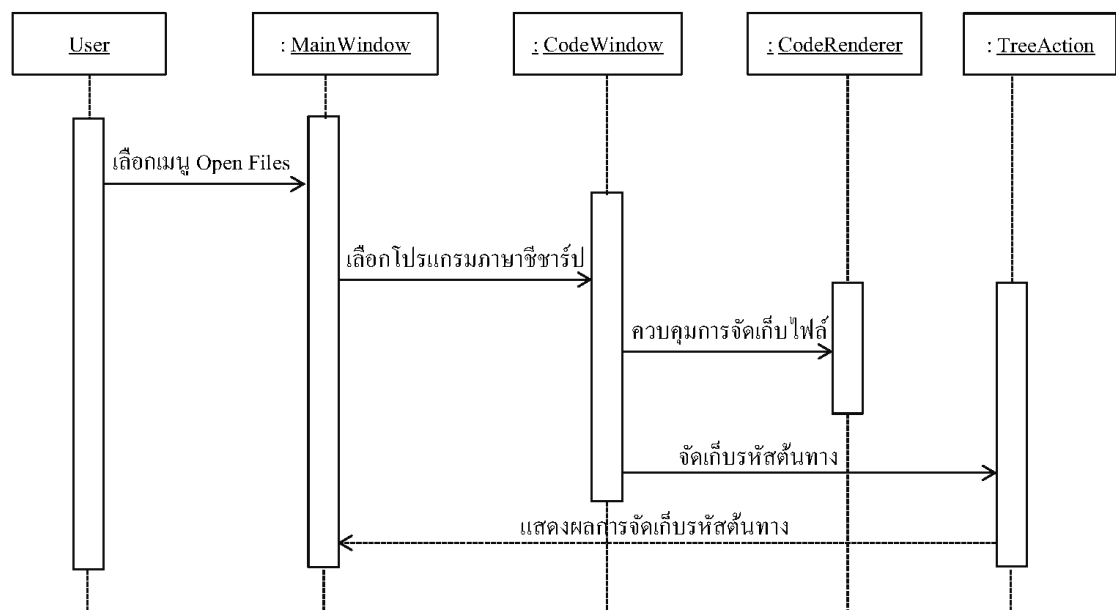 User
: MainWindow
: CodeWindow
: CodeRenderer
: TreeAction
เลือกเมนู Open Files
เลือกโปรแกรมภาษาซีชาร์ป
ควบคุมการจัดเก็บไฟล์
จัดเก็บรหัสต้นทาง
แสดงผลการจัดเก็บรหัสต้นทาง